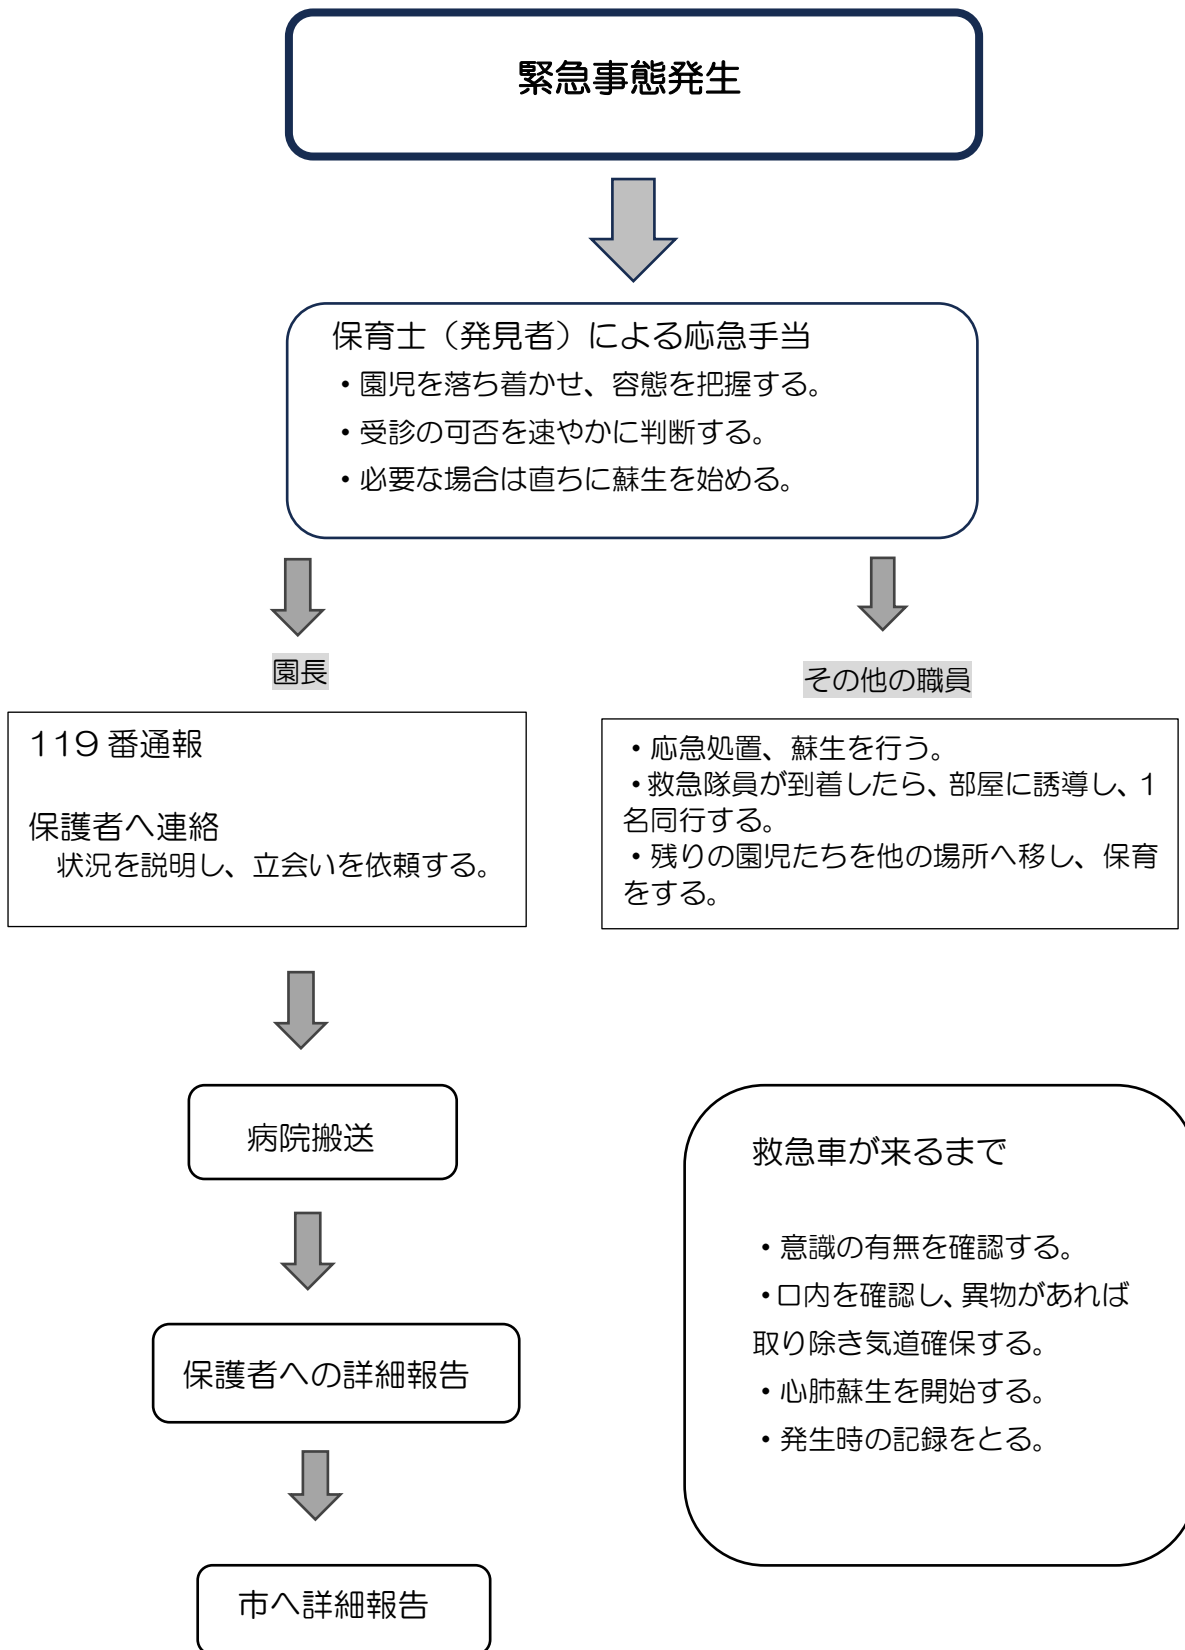 緊急事態発生
保育士（発見者）による応急手当
・園児を落ち着かせ、容態を把握する。
・受診の可否を速やかに判断する。
・必要な場合は直ちに蘇生を始める。
園長
119番通報
保護者へ連絡
状況を説明し、立会いを依頼する。
その他の職員
・応急処置、蘇生を行う。
・救急隊員が到着したら、部屋に誘導し、1
名同行する。
・残りの園児たちを他の場所へ移し、保育
をする。
病院搬送
保護者への詳細報告
市へ詳細報告
救急車が来るまで
・意識の有無を確認する。
・口内を確認し、異物があれば
取り除き気道確保する。
・心肺蘇生を開始する。
・発生時の記録をとる。